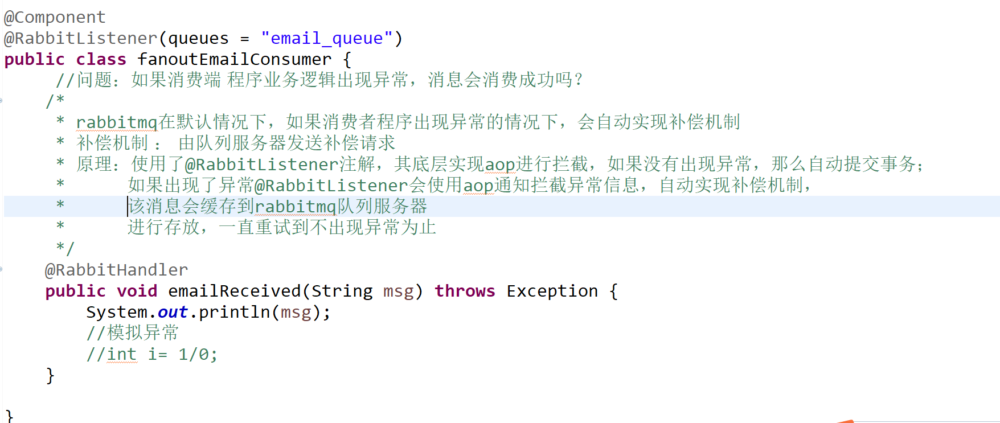 @Component
@RabbitListener(queues = "email_queue")
public class fanoutEmailConsumer {
//问题：如果消费端 程序业务逻辑出现异常，消息会消费成功吗？
/*
* rabbitmq在默认情况下，如果消费者程序出现异常的情况下，会自动实现补偿机制
* 补偿机制 ： 由队列服务器发送补偿请求
* 原理：使用了@RabbitListener注解，其底层实现aop进行拦截，如果没有出现异常，那么自动提交事务；
* 如果出现了异常@RabbitListener会使用aop通知拦截异常信息，自动实现补偿机制，
* 该消息会缓存到rabbitmq队列服务器
* 进行存放，一直重试到不出现异常为止
*/
@RabbitHandler
public void emailReceived(String msg) throws Exception {
System.out.println(msg);
//模拟异常
//int i= 1/0;
}
}